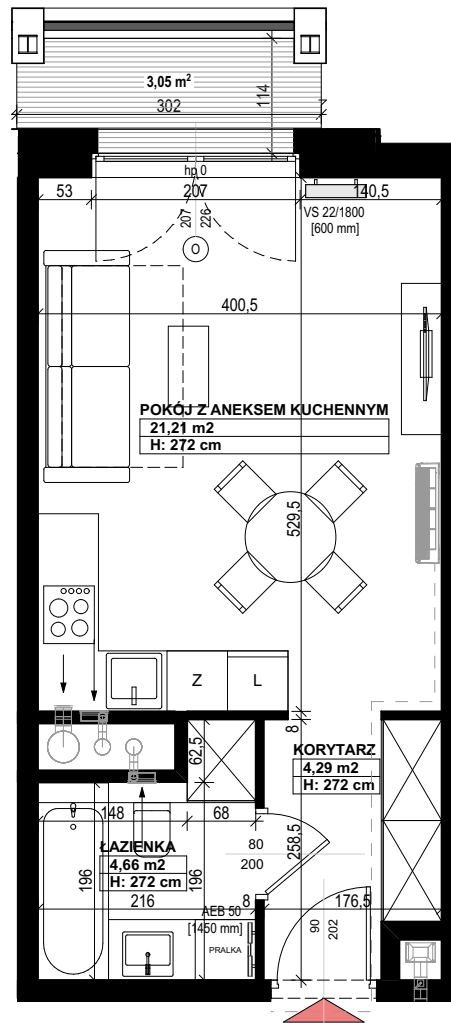 3,05 m²
302
114
hp 0
53
207
140,5
207
226
VS 22/1800
[600 mm]
O
400,5
POKÓJ Z ANEKSEM KUCHENNYM
21,21 m2
H: 272 cm
529,5
Z
L
8
62,5
KORYTARZ
4,29 m2
H: 272 cm
148
68
80
200
258,5
ŁAZIENKA
4,66 m2
H: 272 cm
196
196
216
8
176,5
AEB 50
[1450 mm]
PRALKA
90
202